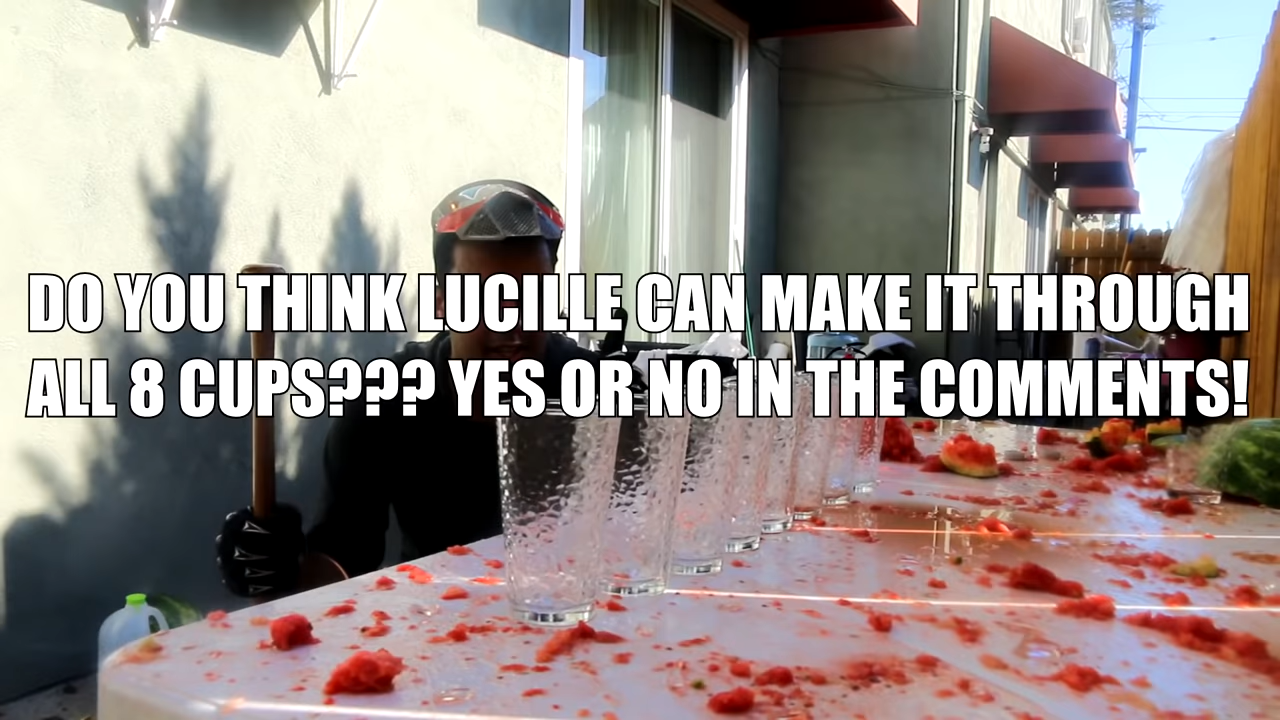 DO YOU THINK LUCILLE CAN MAKE IT THROUGH
ALL 8 CUPS??? YES OR NO IN THE COMMENTS!